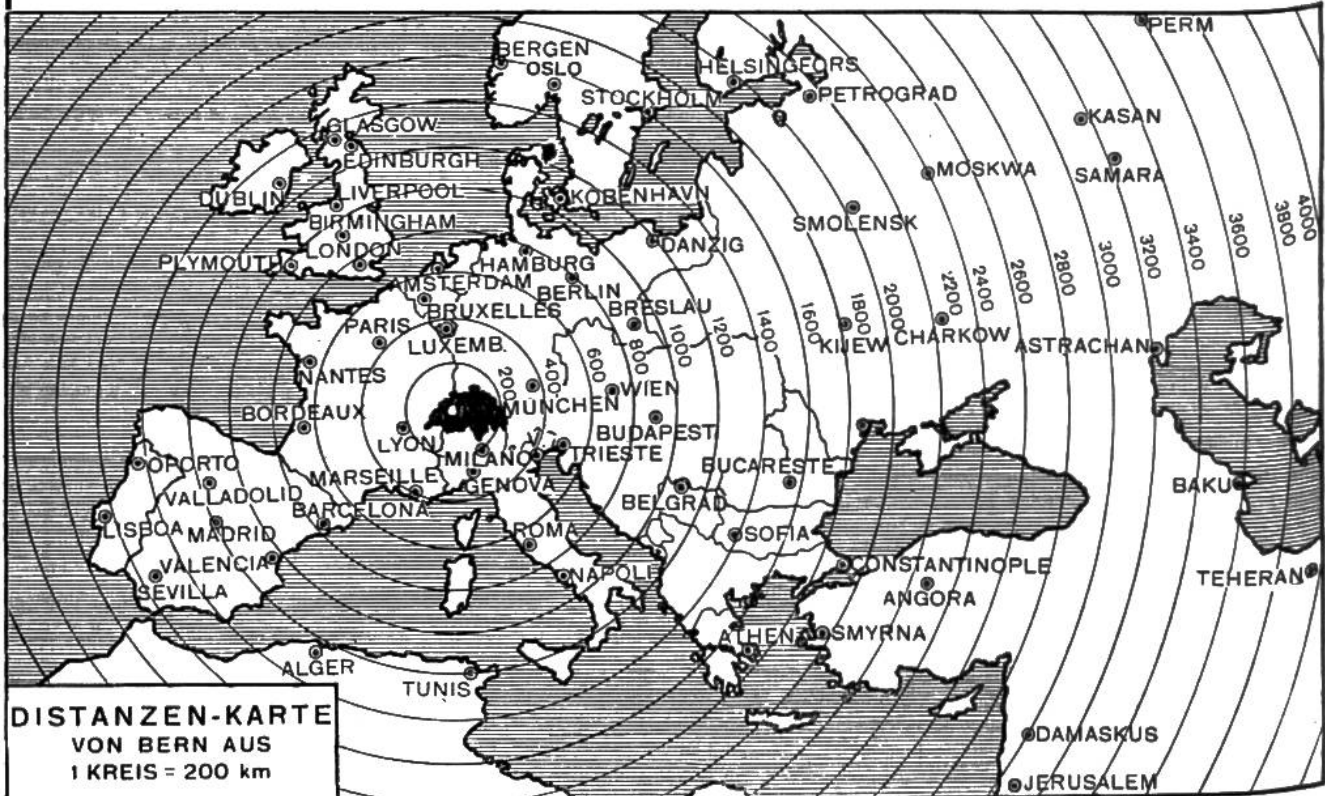 PERM
BERGEN
OSLO
HELSINGFORS
STOCKHOLM
PETROGRAD
KASAN
GLASGOW
EDINBURGH
MOSKWA
SAMARA
DUBLIN
LIVERPOOL
KOBENHAVN
SMOLENSK
BIRMINGHAM
LONDON
PLYMOUTH
HAMBURG
DANZIG
AMSTERDAM
BERLIN
BRUXELLES
BRESLAU
PARIS
LUXEMB.
KIJEW
CHARKOW
ASTRACHAN
200
400
600
800
1000
1200
1400
1600
1800
2000
2200
2400
2600
2800
3000
3200
3400
3600
3800
4000
NANTES
WIEN
BORDEAUX
MÜNCHEN
BUDAPEST
LYON
MILANO
TRIESTE
OPORTO
MARSEILLE
GENOVA
BUCARESTE
VALLADOLID
BELGRAD
BAKU
LISBOA
MADRID
BARCELONA
ROMA
SOFIA
VALENCIA
NAPOLI
CONSTANTINOPLE
TEHERAN
SEVILLA
ANGORA
ATHEN
SMYRNA
ALGER
TUNIS
DAMASKUS
JERUSALEM
DISTANZEN-KARTE
VON BERN AUS
1 KREIS = 200 km